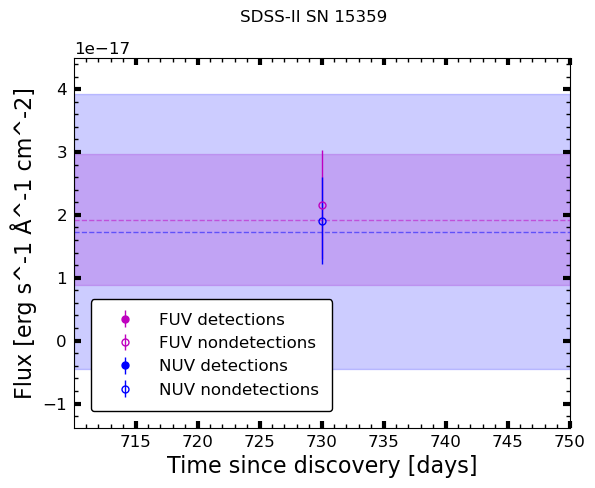 SDSS-II SN 15359
1e−17
4
3
2
1
0
−1
Flux [erg s^-1 Å^-1 cm^-2]
FUV detections
FUV nondetections
NUV detections
NUV nondetections
715 720 725 730 735 740 745 750
Time since discovery [days]